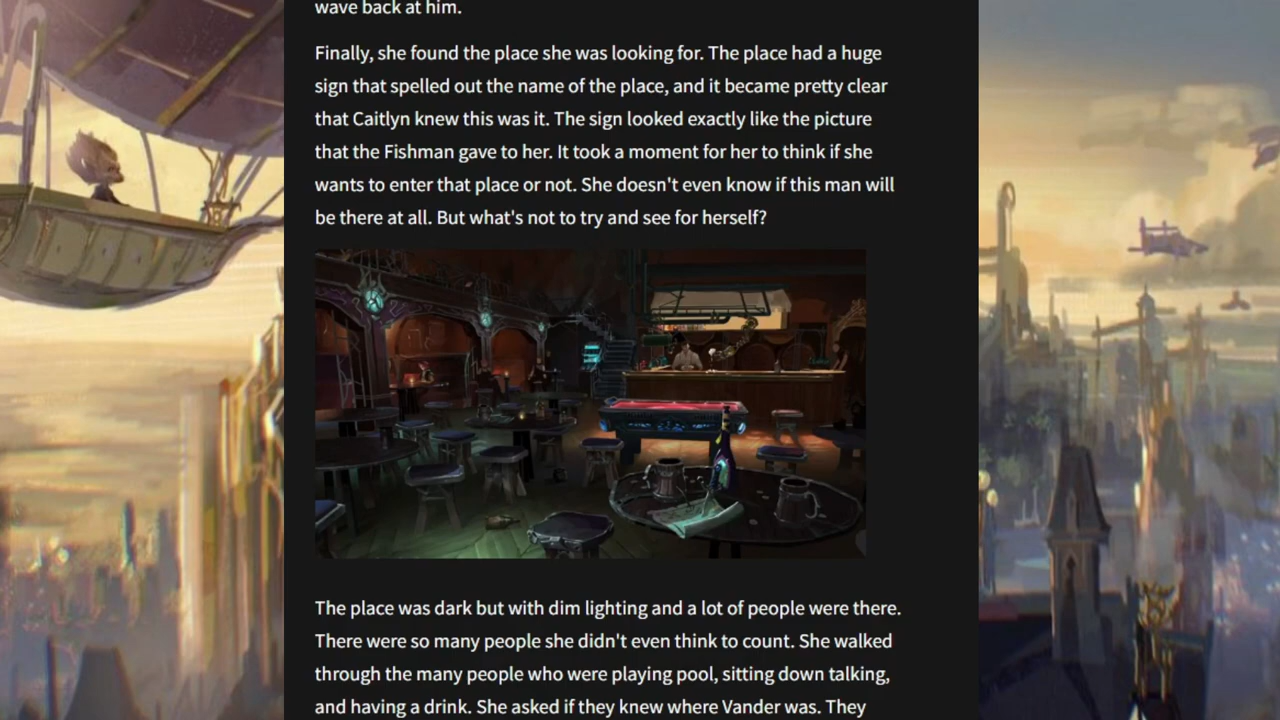 wave back at him.
Finally, she found the place she was looking for. The place had a huge
sign that spelled out the name of the place, and it became pretty clear
that Caitlyn knew this was it. The sign looked exactly like the picture
that the Fishman gave to her. It took a moment for her to think if she
wants to enter that place or not. She doesn't even know if this man will
be there at all. But what's not to try and see for herself?
The place was dark but with dim lighting and a lot of people were there.
There were so many people she didn't even think to count. She walked
through the many people who were playing pool, sitting down talking,
and having a drink. She asked if they knew where Vander was. They